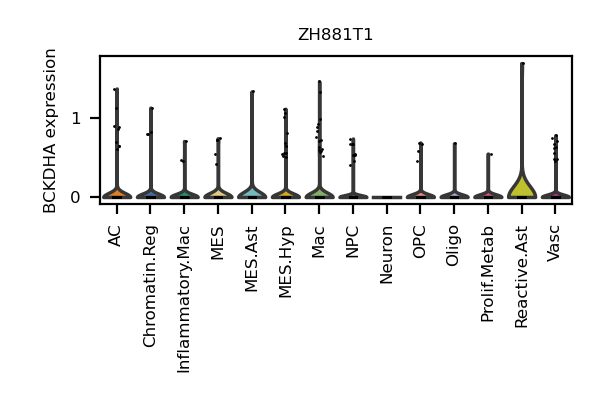 ZH881T1
BCKDHA expression
1
0
AC
Chromatin.Reg
Inflammatory.Mac
MES
MES.Ast
MES.Hyp
Mac
NPC
Neuron
OPC
Oligo
Prolif.Metab
Reactive.Ast
Vasc